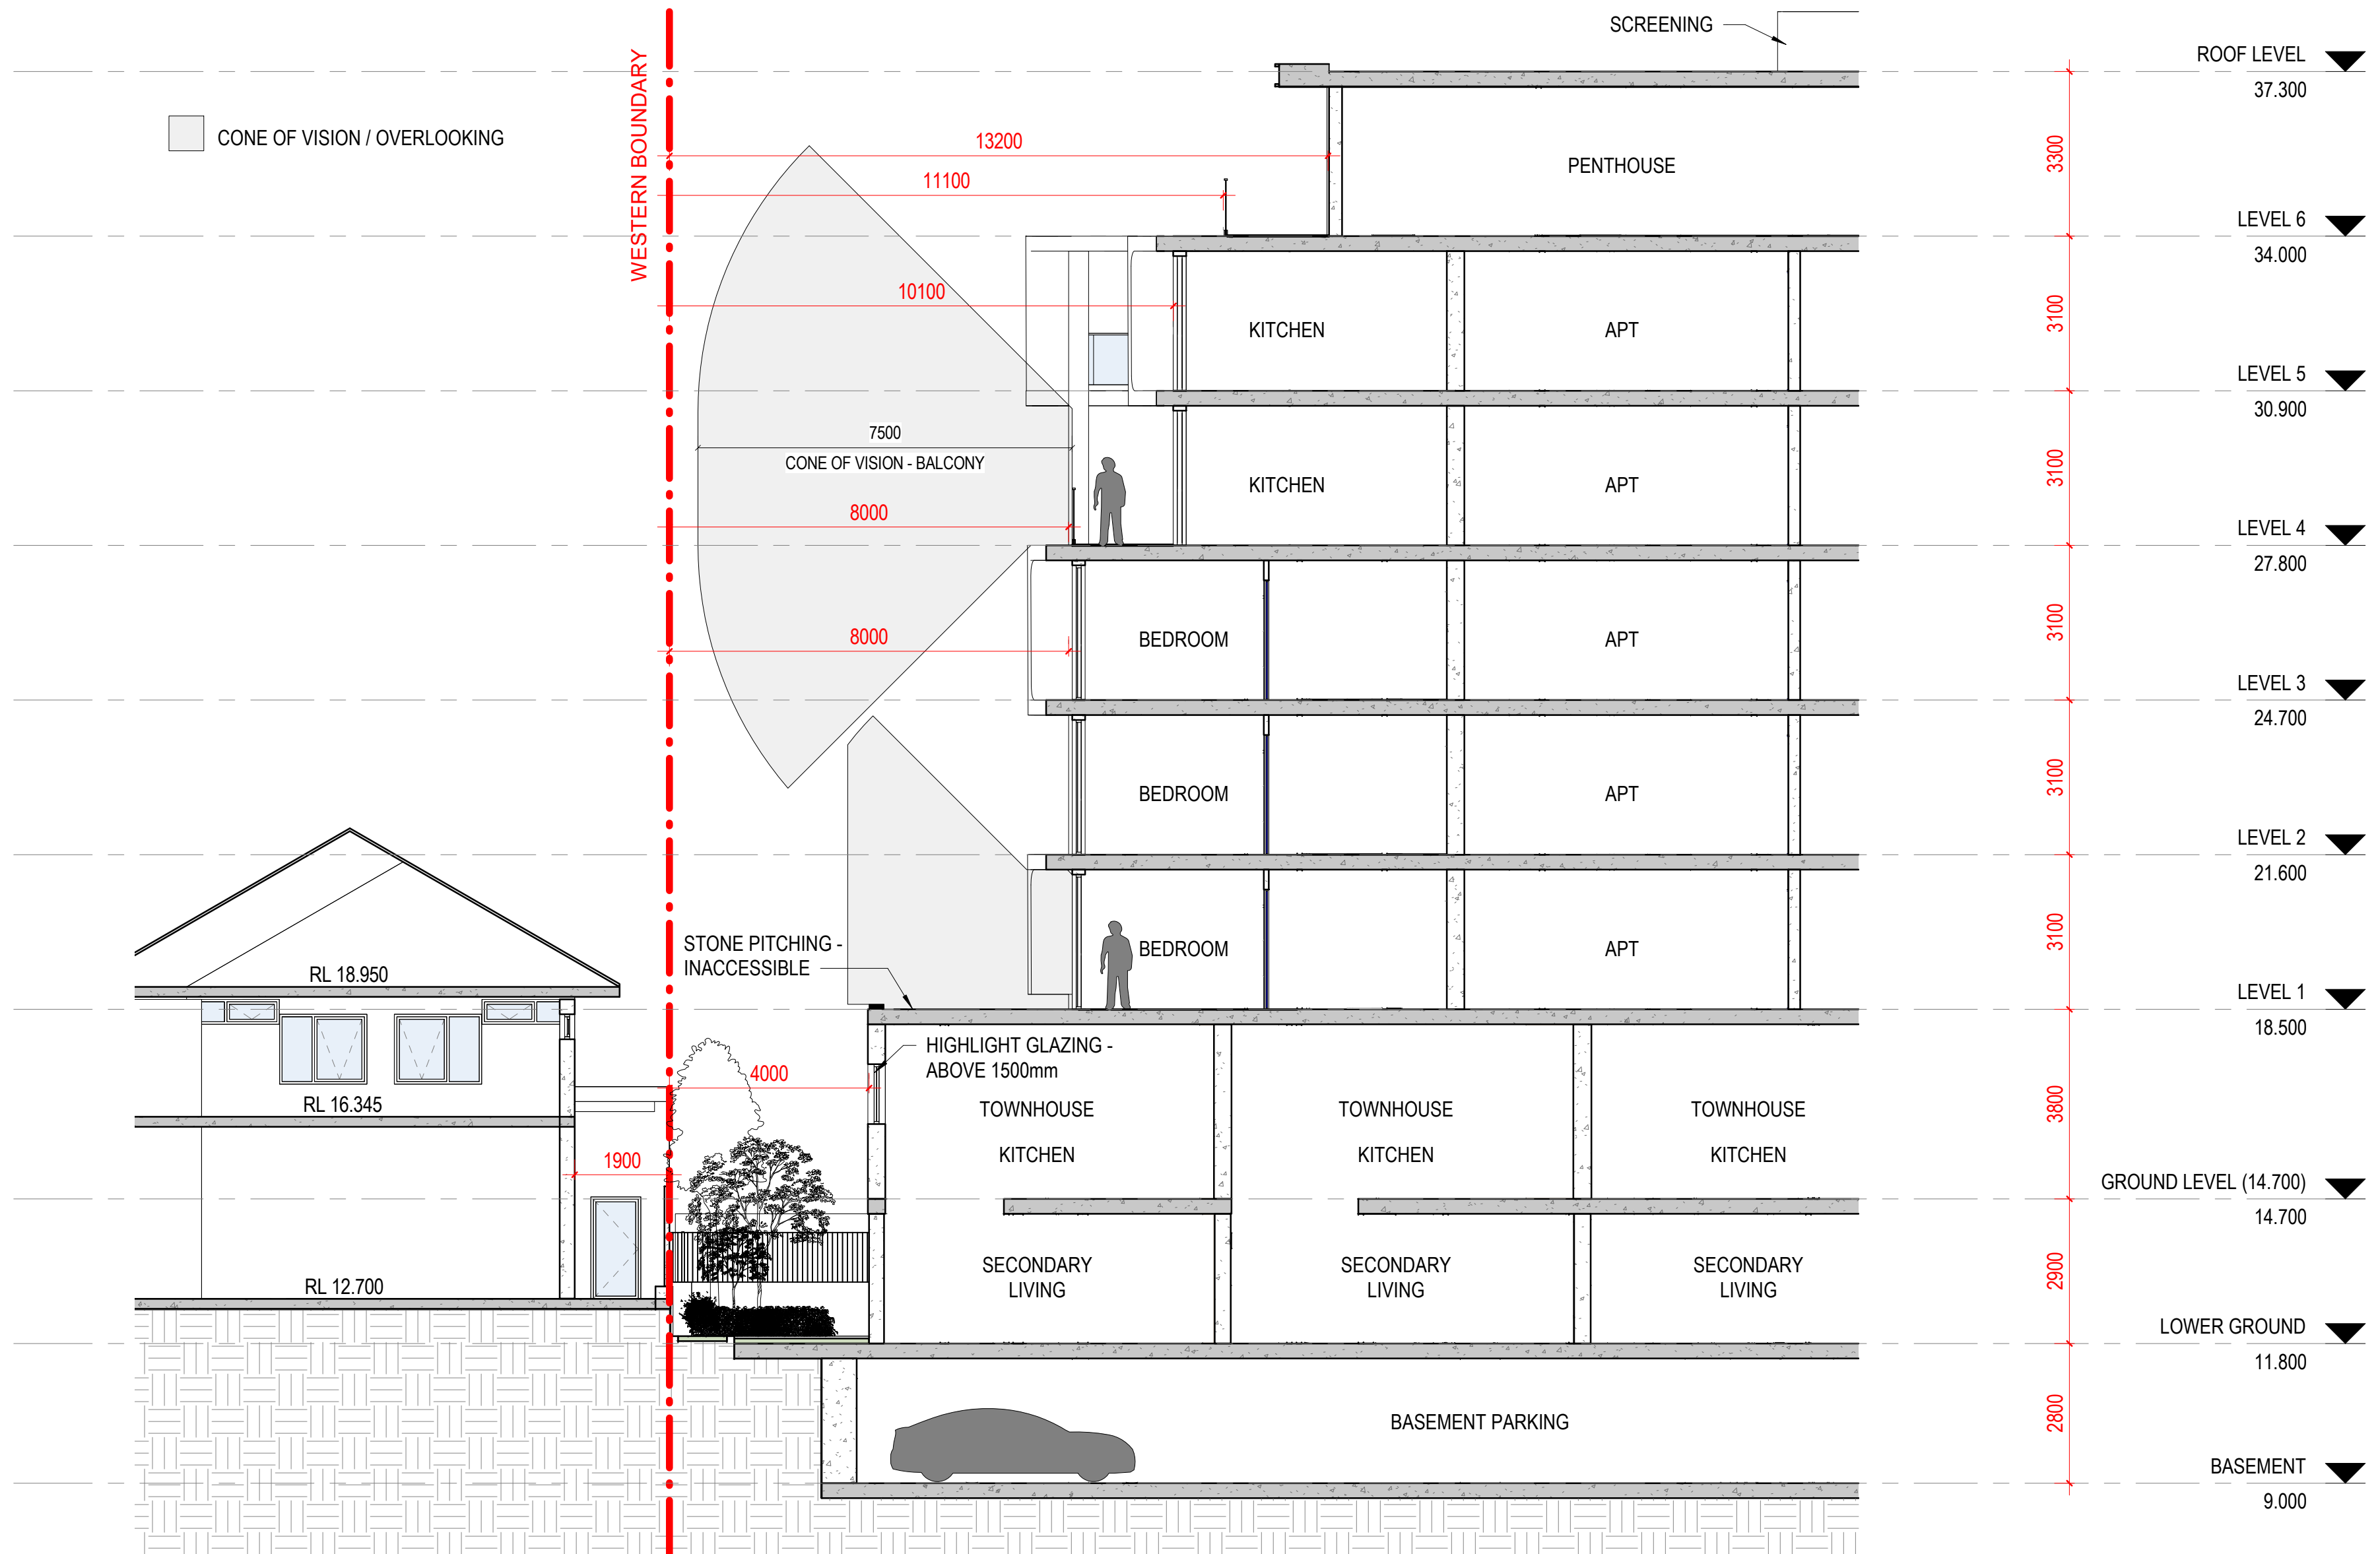 SCREENING
ROOF LEVEL
37.300
WESTERN BOUNDARY
CONE OF VISION / OVERLOOKING
13200
PENTHOUSE
3300
11100
LEVEL 6
34.000
10100
KITCHEN
APT
3100
LEVEL 5
30.900
7500
CONE OF VISION - BALCONY
KITCHEN
APT
3100
8000
LEVEL 4
27.800
8000
BEDROOM
APT
3100
LEVEL 3
24.700
BEDROOM
APT
3100
LEVEL 2
21.600
STONE PITCHING -
INACCESSIBLE
BEDROOM
APT
3100
RL 18.950
LEVEL 1
18.500
HIGHLIGHT GLAZING -
ABOVE 1500mm
4000
RL 16.345
TOWNHOUSE
TOWNHOUSE
TOWNHOUSE
3800
KITCHEN
KITCHEN
KITCHEN
1900
GROUND LEVEL (14.700)
14.700
SECONDARY
LIVING
SECONDARY
LIVING
SECONDARY
LIVING
2900
RL 12.700
LOWER GROUND
11.800
BASEMENT PARKING
2800
BASEMENT
9.000